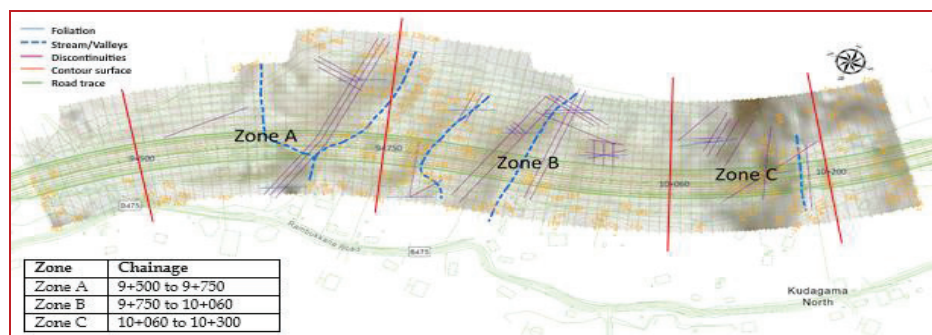 Foliation
Stream/Valleys
Discontinuities
Contour surface
Road trace
Zone A
Zone B
Zone C
9+500
9+750
10+060
10+200
B475
Rambukkana Road
B475
Kudagama
North
Zone Chainage
Zone A 9+500 to 9+750
Zone B 9+750 to 10+060
Zone C 10+060 to 10+300